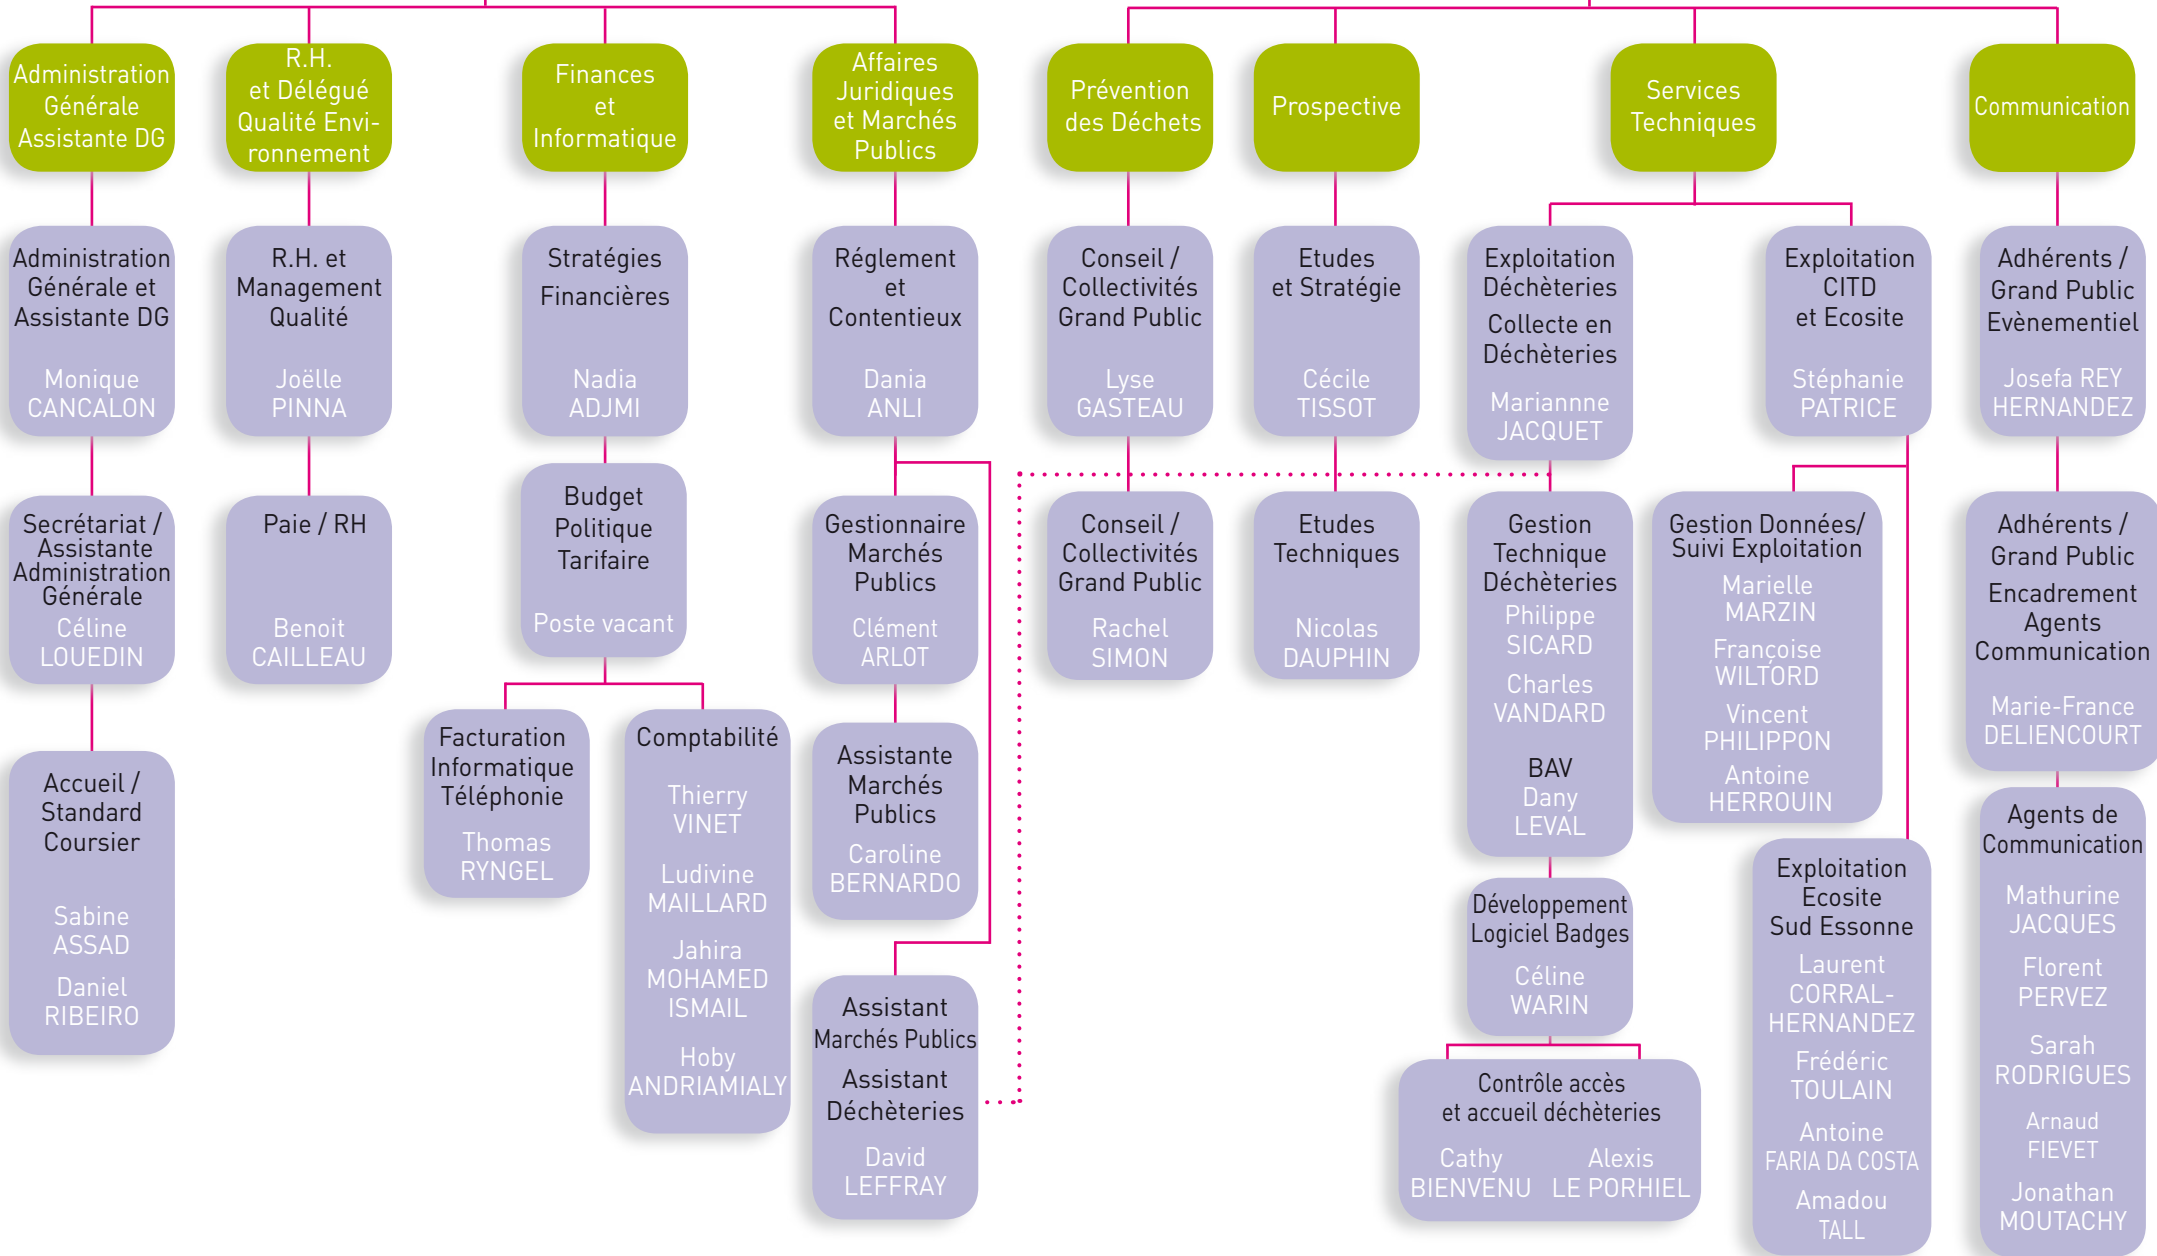 Administration
Générale
Assistante DG
R.H.
et Délégué
Qualité Envi-
ronnement
Finances
et
Informatique
Affaires
Juridiques
et Marchés
Publics
Prévention
des Déchets
Prospective
Services
Techniques
Communication
Administration
Générale et
Assistante DG
Monique
CANCALON
R.H. et
Management
Qualité
Joëlle
PINNA
Stratégies
Financières
Nadia
ADJMI
Réglement
et
Contentieux
Dania
ANLI
Conseil /
Collectivités
Grand Public
Lyse
GASTEAU
Etudes
et Stratégie
Cécile
TISSOT
Exploitation
Déchèteries
Collecte en
Déchèteries
Mariannne
JACQUET
Exploitation
CITD
et Ecosite
Stéphanie
PATRICE
Adhérents /
Grand Public
Evènementiel
Josefa REY
HERNANDEZ
Secrétariat /
Assistante
Administration
Générale
Céline
LOUEDIN
Paie / RH
Benoit
CAILLEAU
Budget
Politique
Tarifaire
Poste vacant
Gestionnaire
Marchés
Publics
Clément
ARLOT
Conseil /
Collectivités
Grand Public
Rachel
SIMON
Etudes
Techniques
Nicolas
DAUPHIN
Gestion
Technique
Déchèteries
Philippe
SICARD
Charles
VANDARD
BAV
Dany
LEVAL
Gestion Données/
Suivi Exploitation
Marielle
MARZIN
Françoise
WILTORD
Vincent
PHILIPPON
Antoine
HERROUIN
Adhérents /
Grand Public
Encadrement
Agents
Communication
Marie-France
DELIENCOURT
Accueil /
Standard
Coursier
Sabine
ASSAD
Daniel
RIBEIRO
Facturation
Informatique
Téléphonie
Thomas
RYNGEL
Comptabilité
Thierry
VINET
Ludivine
MAILLARD
Jahira
MOHAMED
ISMAIL
Hoby
ANDRIAMIALY
Assistante
Marchés
Publics
Caroline
BERNARDO
Assistant
Marchés Publics
Assistant
Déchèteries
David
LEFFRAY
Développement
Logiciel Badges
Céline
WARIN
Contrôle accès
et accueil déchèteries
Cathy
BIENVENU
Alexis
LE PORHIEL
Exploitation
Ecosite
Sud Essonne
Laurent
CORRAL-
HERNANDEZ
Frédéric
TOULAIN
Antoine
FARIA DA COSTA
Amadou
TALL
Agents de
Communication
Mathurine
JACQUES
Florent
PERVEZ
Sarah
RODRIGUES
Arnaud
FIEVET
Jonathan
MOUTACHY